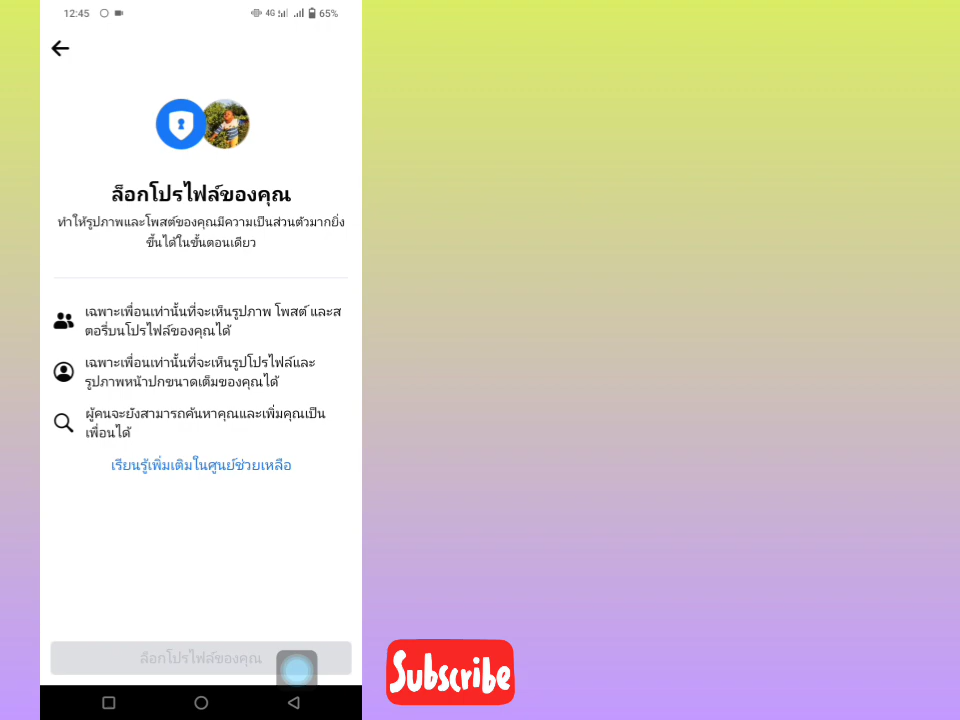 12:45
4G 65%
ล็อกโปรไฟล์ของคุณ
ทำให้รูปภาพและโพสต์ของคุณมีความเป็นส่วนตัวมากยิ่ง
ขึ้นได้ในขั้นตอนเดียว
เฉพาะเพื่อนเท่านั้นที่จะเห็นรูปภาพ โพสต์ และส
ตอรี่บนโปรไฟล์ของคุณได้
เฉพาะเพื่อนเท่านั้นที่จะเห็นรูปโปรไฟล์และ
รูปภาพหน้าปกขนาดเต็มของคุณได้
ผู้คนจะยังสามารถค้นหาคุณและเพิ่มคุณเป็น
เพื่อนได้
เรียนรู้เพิ่มเติมในศูนย์ช่วยเหลือ
ล็อกโปรไฟล์ของคุณ
Subscribe